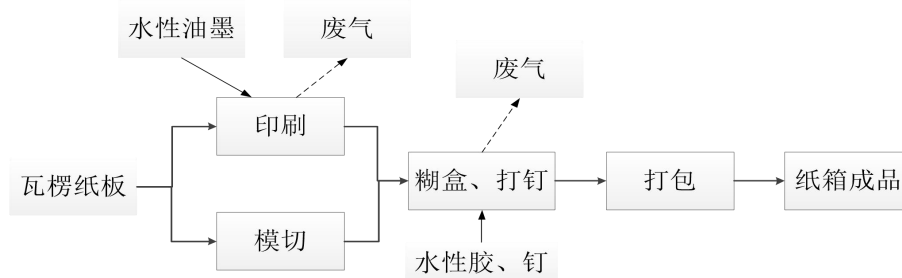 水性油墨
废气
废气
印刷
瓦楞纸板
糊盒、打钉
打包
纸箱成品
模切
水性胶、钉